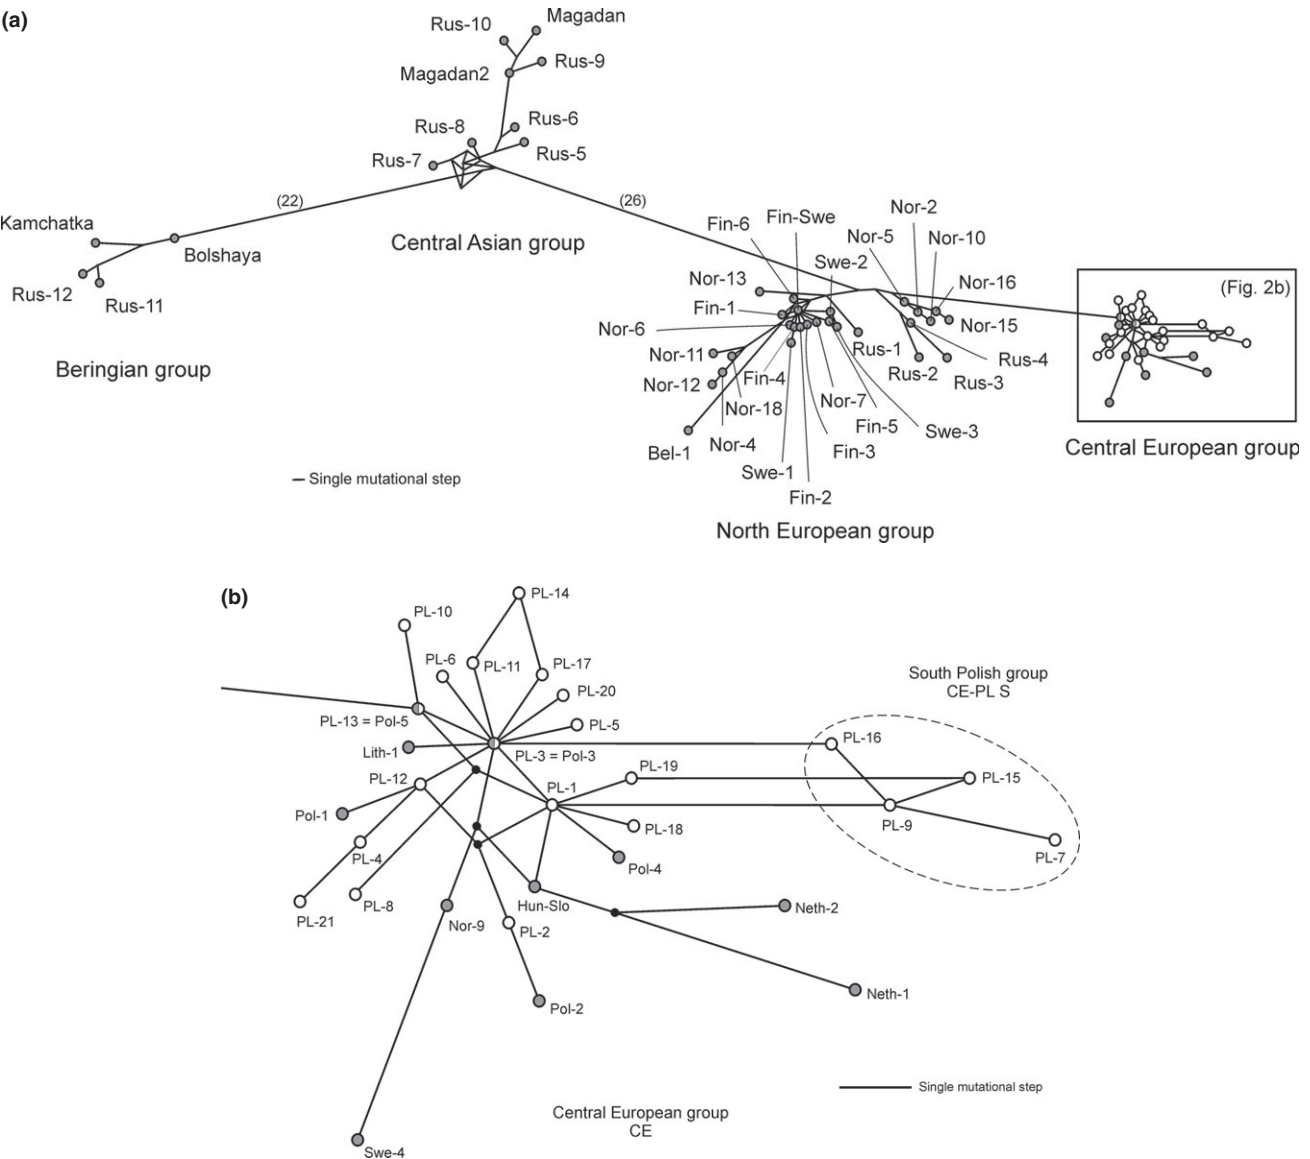 (a)
Rus-10
Magadan
Magadan2
Rus-9
Rus-8
Rus-6
Rus-7
Rus-5
(22)
(26)
Kamchatka
Bolshaya
Rus-12
Rus-11
Central Asian group
Beringian group
Fin-6
Fin-Swe
Nor-2
Nor-5
Nor-10
Swe-2
Nor-13
Nor-16
(Fig. 2b)
Fin-1
Nor-6
Nor-15
Rus-1
Rus-4
Nor-11
Rus-2
Rus-3
Nor-12
Fin-4
Nor-18
Nor-7
Fin-5
Swe-3
Bel-1
Nor-4
Fin-3
Swe-1
Fin-2
Central European group
Single mutational step
North European group
(b)
PL-14
PL-10
PL-6
PL-11
PL-17
PL-20
PL-5
PL-13 = Pol-5
Lith-1
PL-3 = Pol-3
South Polish group
CE-PL S
PL-16
PL-12
PL-1
PL-19
PL-15
Pol-1
PL-18
PL-9
PL-4
Pol-4
PL-7
PL-21
PL-8
Hun-Slo
Neth-2
Nor-9
PL-2
Neth-1
Pol-2
Single mutational step
Central European group
CE
Swe-4